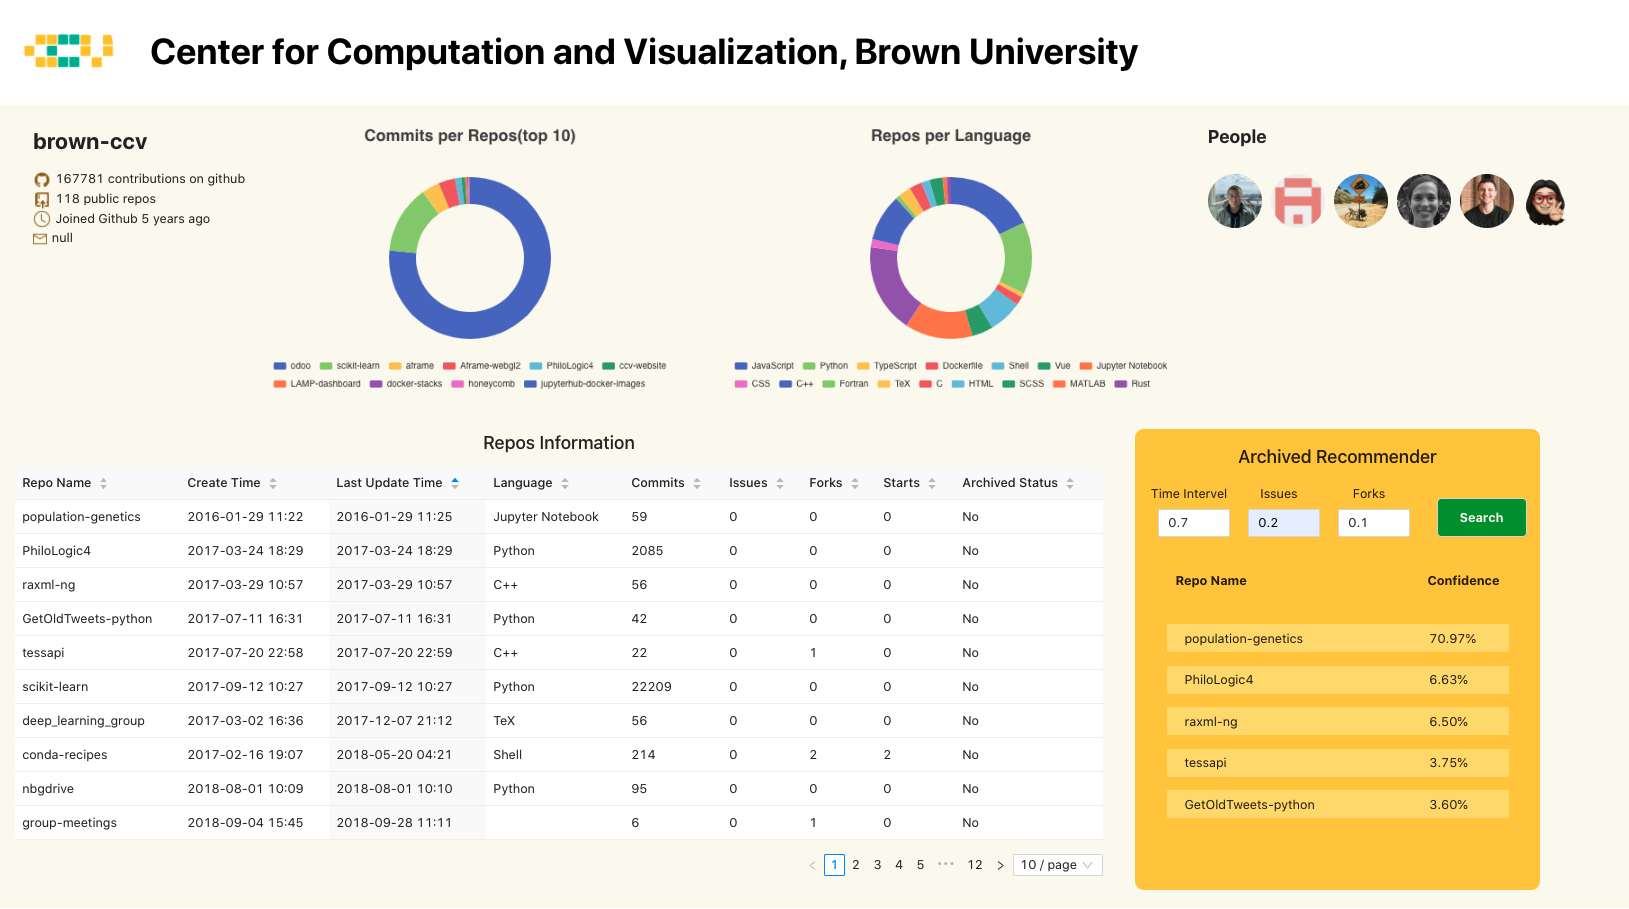 Center for Computation and Visualization, Brown University
brown-ccv
167781 contributions on github
118 public repos
Joined Github 5 years ago
null
Commits per Repos(top 10)
odoo scikit-learn aframe Aframe-webgl2 PhiloLogic4 ccv-website
LAMP-dashboard docker-stacks honeycomb jupyterhub-docker-images
Repos per Language
JavaScript Python TypeScript Dockerfile Shell Vue Jupyter Notebook
CSS C++ Fortran TeX C HTML SCSS MATLAB Rust
People
Repos Information
Repo Name Create Time Last Update Time Language Commits Issues Forks Starts Archived Status
population-genetics 2016-01-29 11:22 2016-01-29 11:25 Jupyter Notebook 59 0 0 0 No
PhiloLogic4 2017-03-24 18:29 2017-03-24 18:29 Python 2085 0 0 0 No
raxml-ng 2017-03-29 10:57 2017-03-29 10:57 C++ 56 0 0 0 No
GetOldTweets-python 2017-07-11 16:31 2017-07-11 16:31 Python 42 0 0 0 No
tessapi 2017-07-20 22:58 2017-07-20 22:59 C++ 22 0 1 0 No
scikit-learn 2017-09-12 10:27 2017-09-12 10:27 Python 22209 0 0 0 No
deep_learning_group 2017-03-02 16:36 2017-12-07 21:12 TeX 56 0 0 0 No
conda-recipes 2017-02-16 19:07 2018-05-20 04:21 Shell 214 0 2 2 No
nbgdrive 2018-08-01 10:09 2018-08-01 10:10 Python 95 0 0 0 No
group-meetings 2018-09-04 15:45 2018-09-28 11:11 6 0 1 0 No
< 1 2 3 4 5 ••• 12 > 10 / page
Archived Recommender
Time Interval Issues Forks
0.7 0.2 0.1 Search
Repo Name Confidence
population-genetics 70.97%
PhiloLogic4 6.63%
raxml-ng 6.50%
tessapi 3.75%
GetOldTweets-python 3.60%